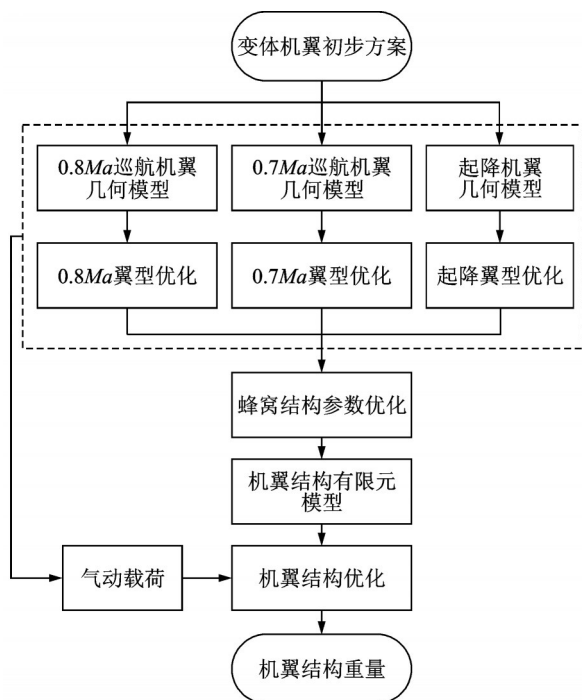 变体机翼初步方案
0.8Ma巡航机翼
几何模型
0.7Ma巡航机翼
几何模型
起降机翼
几何模型
0.8Ma翼型优化
0.7Ma翼型优化
起降翼型优化
蜂窝结构参数优化
机翼结构有限元
模型
气动载荷
机翼结构优化
机翼结构重量